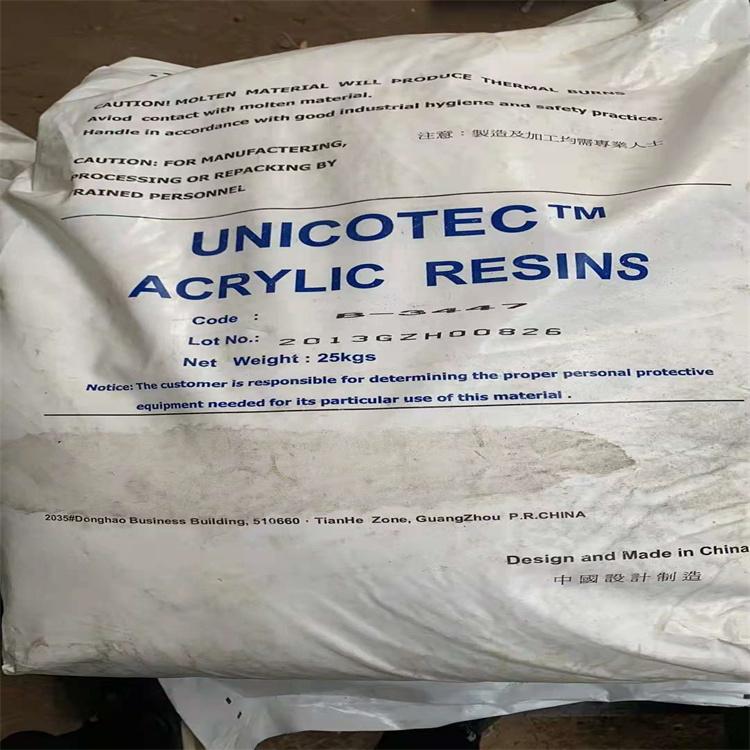 CAUTION! MOLTEN MATERIAL WILL PRODUCE THERMAL BURNS
Aviod contact with molten material.
Handle in accordance with good industrial hygiene and safety practice.
注意：製造及加工均需專業人士
CAUTION: FOR MANUFACTERING,
PROCESSING OR REPACKING BY
RAINED PERSONNEL
UNICOTEC™
ACRYLIC RESINS
Code : B-3447
Lot No.: 2013GZH00826
Net Weight : 25kgs
Notice: The customer is responsible for determining the proper personal protective
equipment needed for its particular use of this material .
2035#Donghao Business Building, 510660 · TianHe Zone, GuangZhou P.R.CHINA
Design and Made in China
中國設計制造